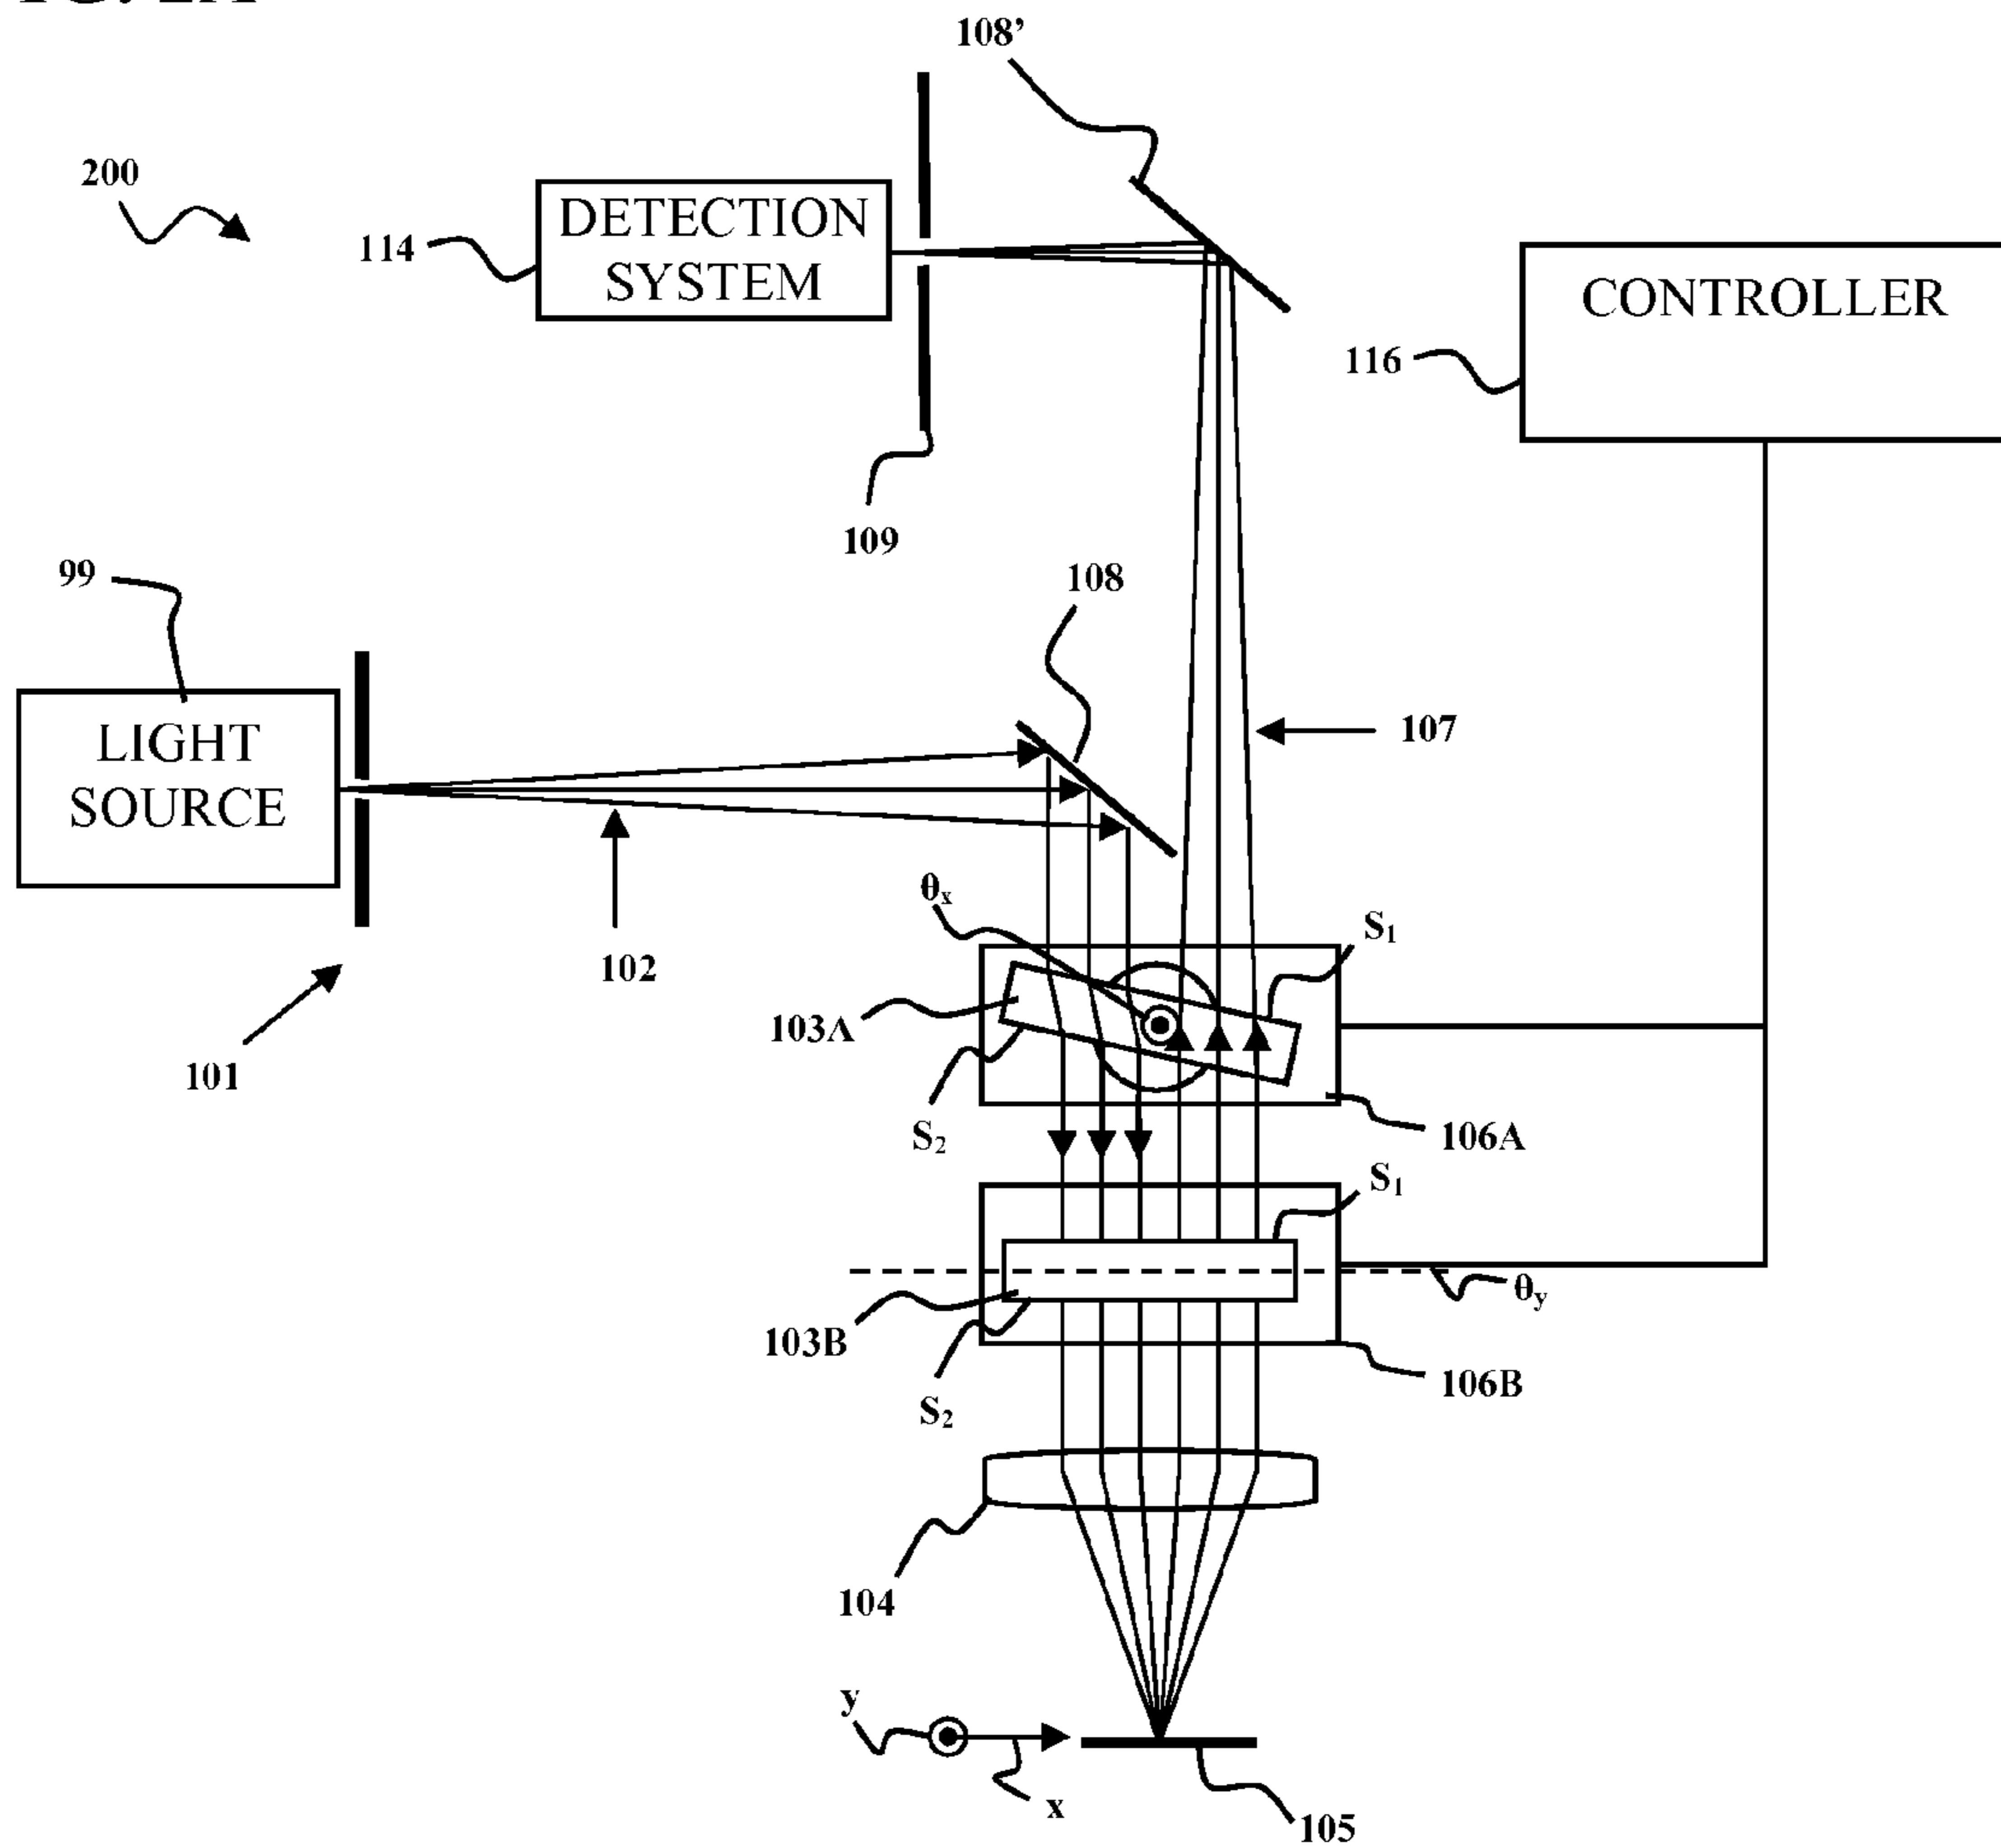 108’
200
DETECTION
SYSTEM
114
CONTROLLER
116
109
99
108
LIGHT
SOURCE
107
102
θx
S1
101
103A
S2
106A
S1
θy
103B
S2
106B
104
y
x
105